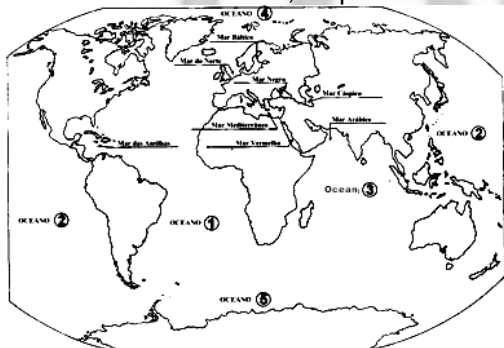 OCEANO 4
Mar Báltico
Mar do Norte
Mar Negro
Mar Cáspico
Mar Mediterrâneo
Mar Arábico
OCEANO 2
Mar das Antilhas
Mar Vermelho
Ocean 3
OCEANO 2
OCEANO 1
OCEANO 5